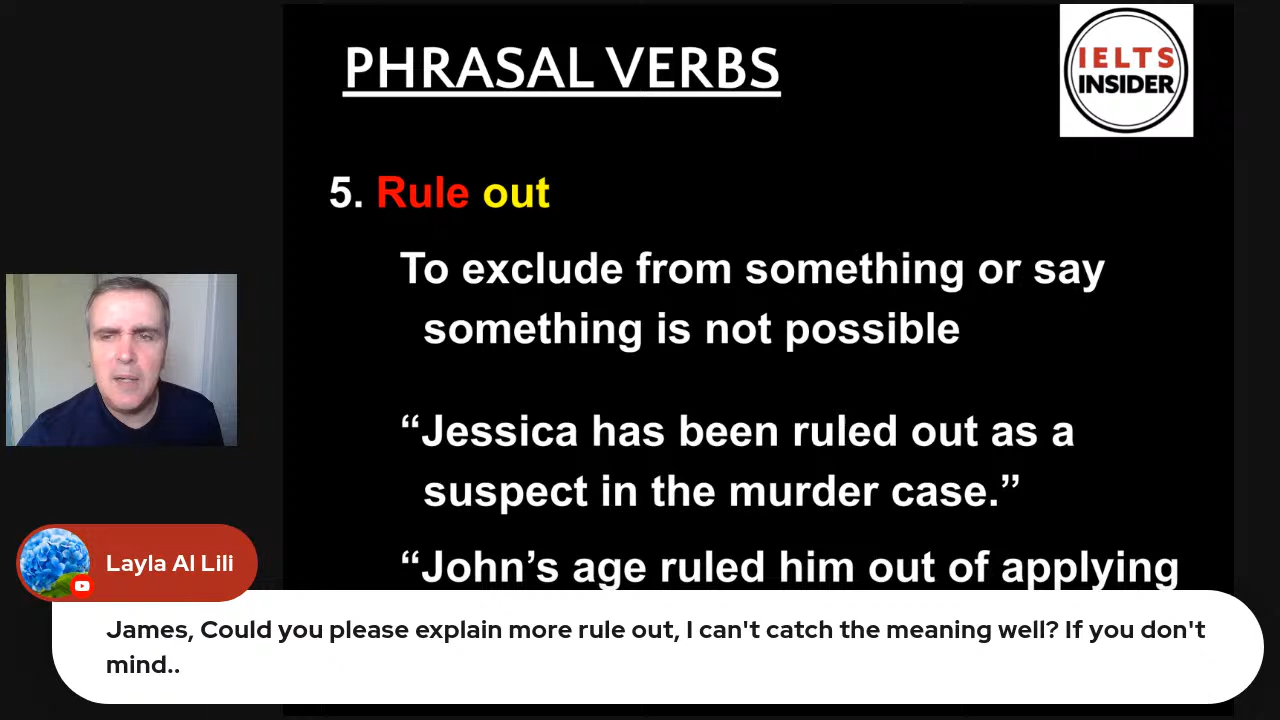 PHRASAL VERBS
IELTS
INSIDER
5. Rule out
To exclude from something or say
something is not possible
“Jessica has been ruled out as a
suspect in the murder case.”
“John’s age ruled him out of applying
Layla Al Lili
James, Could you please explain more rule out, I can't catch the meaning well? If you don't
mind..